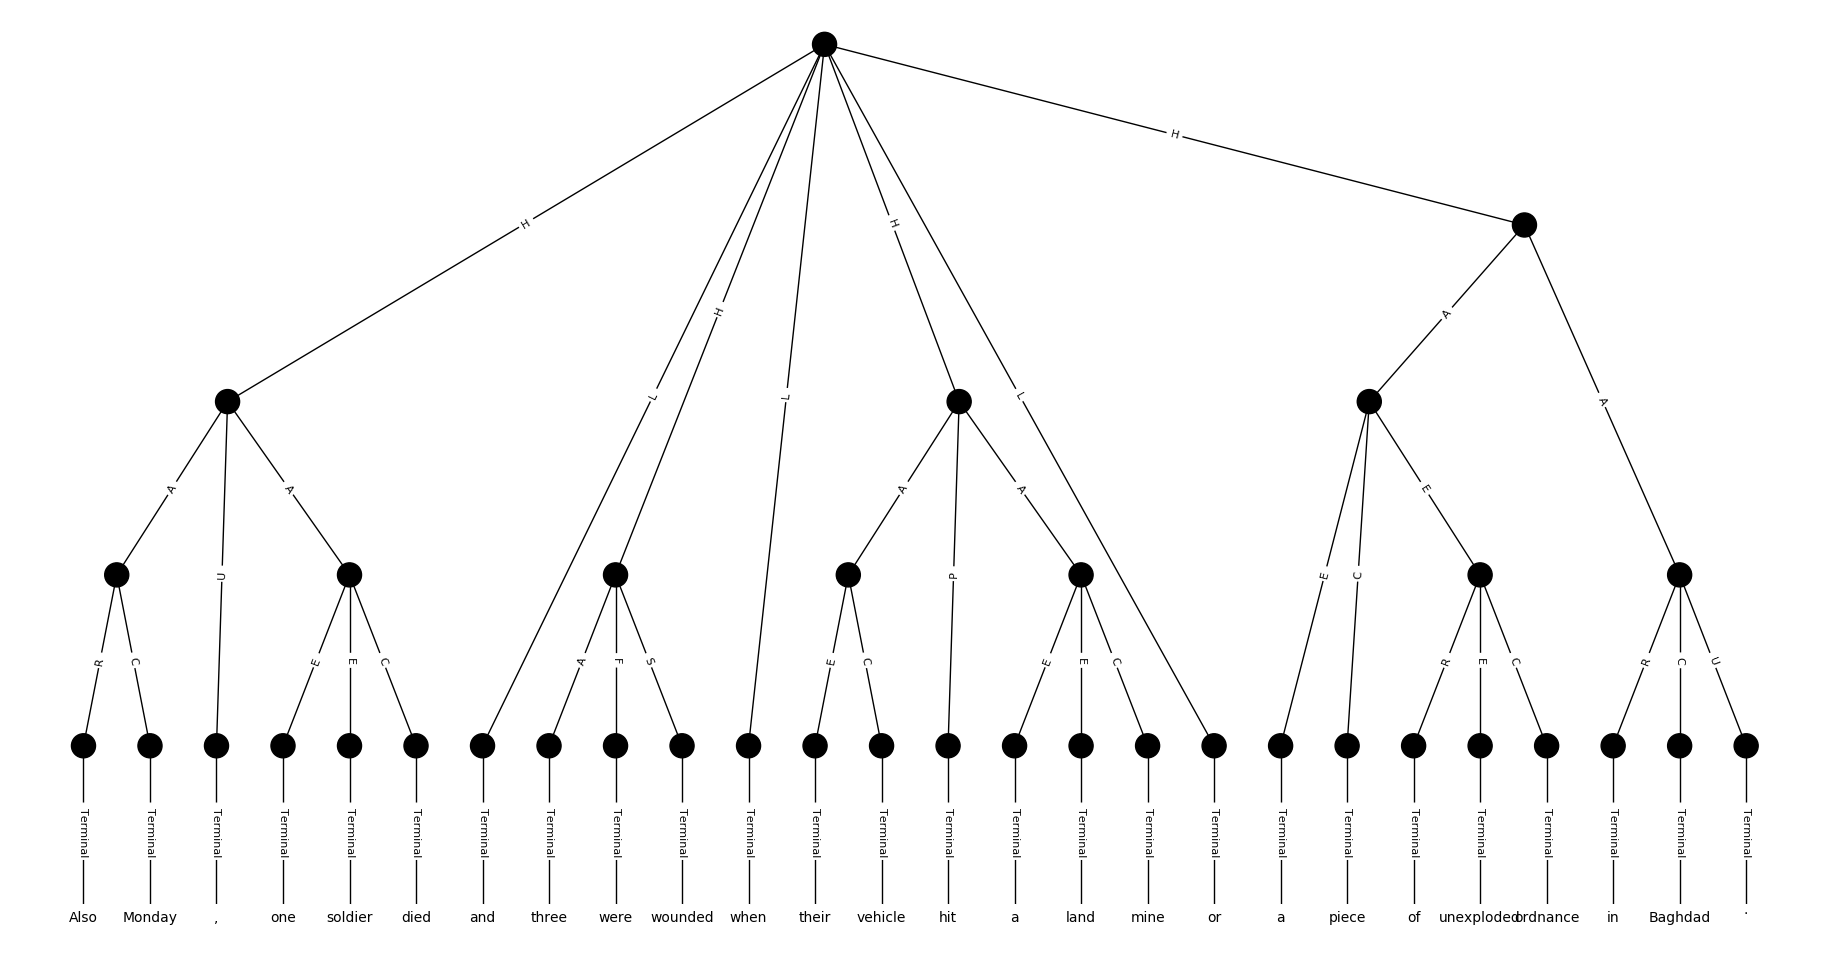 H
H
H
H
L
L
L
H
A
A
A
A
A
A
E
U
P
E
C
R
C
E
E
C
A
F
S
E
C
E
E
C
R
E
C
R
C
U
Terminal Terminal Terminal Terminal Terminal Terminal Terminal Terminal Terminal Terminal Terminal Terminal Terminal Terminal Terminal Terminal Terminal Terminal Terminal Terminal Terminal Terminal Terminal Terminal Terminal Terminal
Also Monday , one soldier died and three were wounded when their vehicle hit a land mine or a piece of unexploded ordnance in Baghdad .